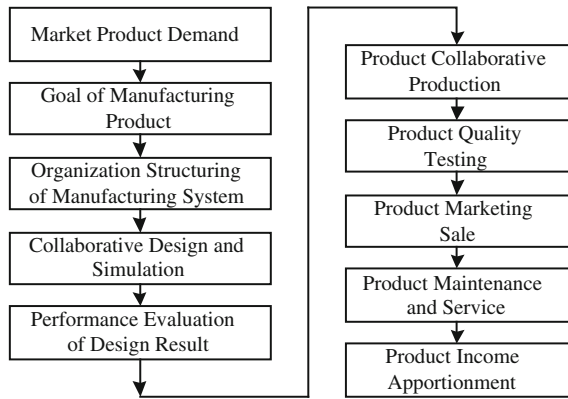 Market Product Demand
Goal of Manufacturing
Product
Organization Structuring
of Manufacturing System
Collaborative Design and
Simulation
Performance Evaluation
of Design Result
Product Collaborative
Production
Product Quality
Testing
Product Marketing
Sale
Product Maintenance
and Service
Product Income
Apportionment